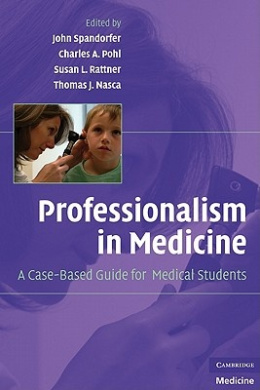 Edited by
John Spandorfer
Charles A. Pohl
Susan L. Rattner
Thomas J. Nasca
Professionalism
in Medicine
A Case-Based Guide for Medical Students
CAMBRIDGE
Medicine